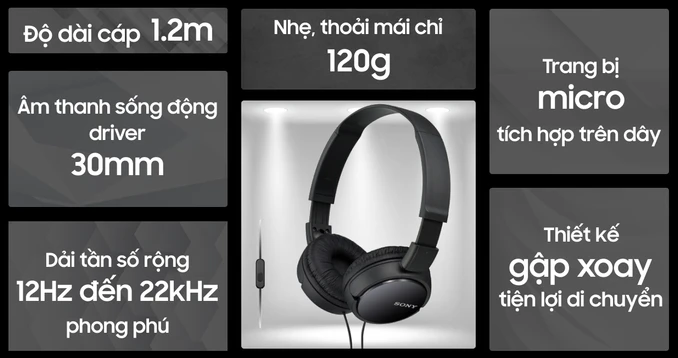 Độ dài cáp 1.2m
Âm thanh sống động
driver
30mm
Dải tần số rộng
12Hz đến 22kHz
phong phú
Nhẹ, thoải mái chỉ
120g
SONY
Trang bị
micro
tích hợp trên dây
Thiết kế
gập xoay
tiện lợi di chuyển